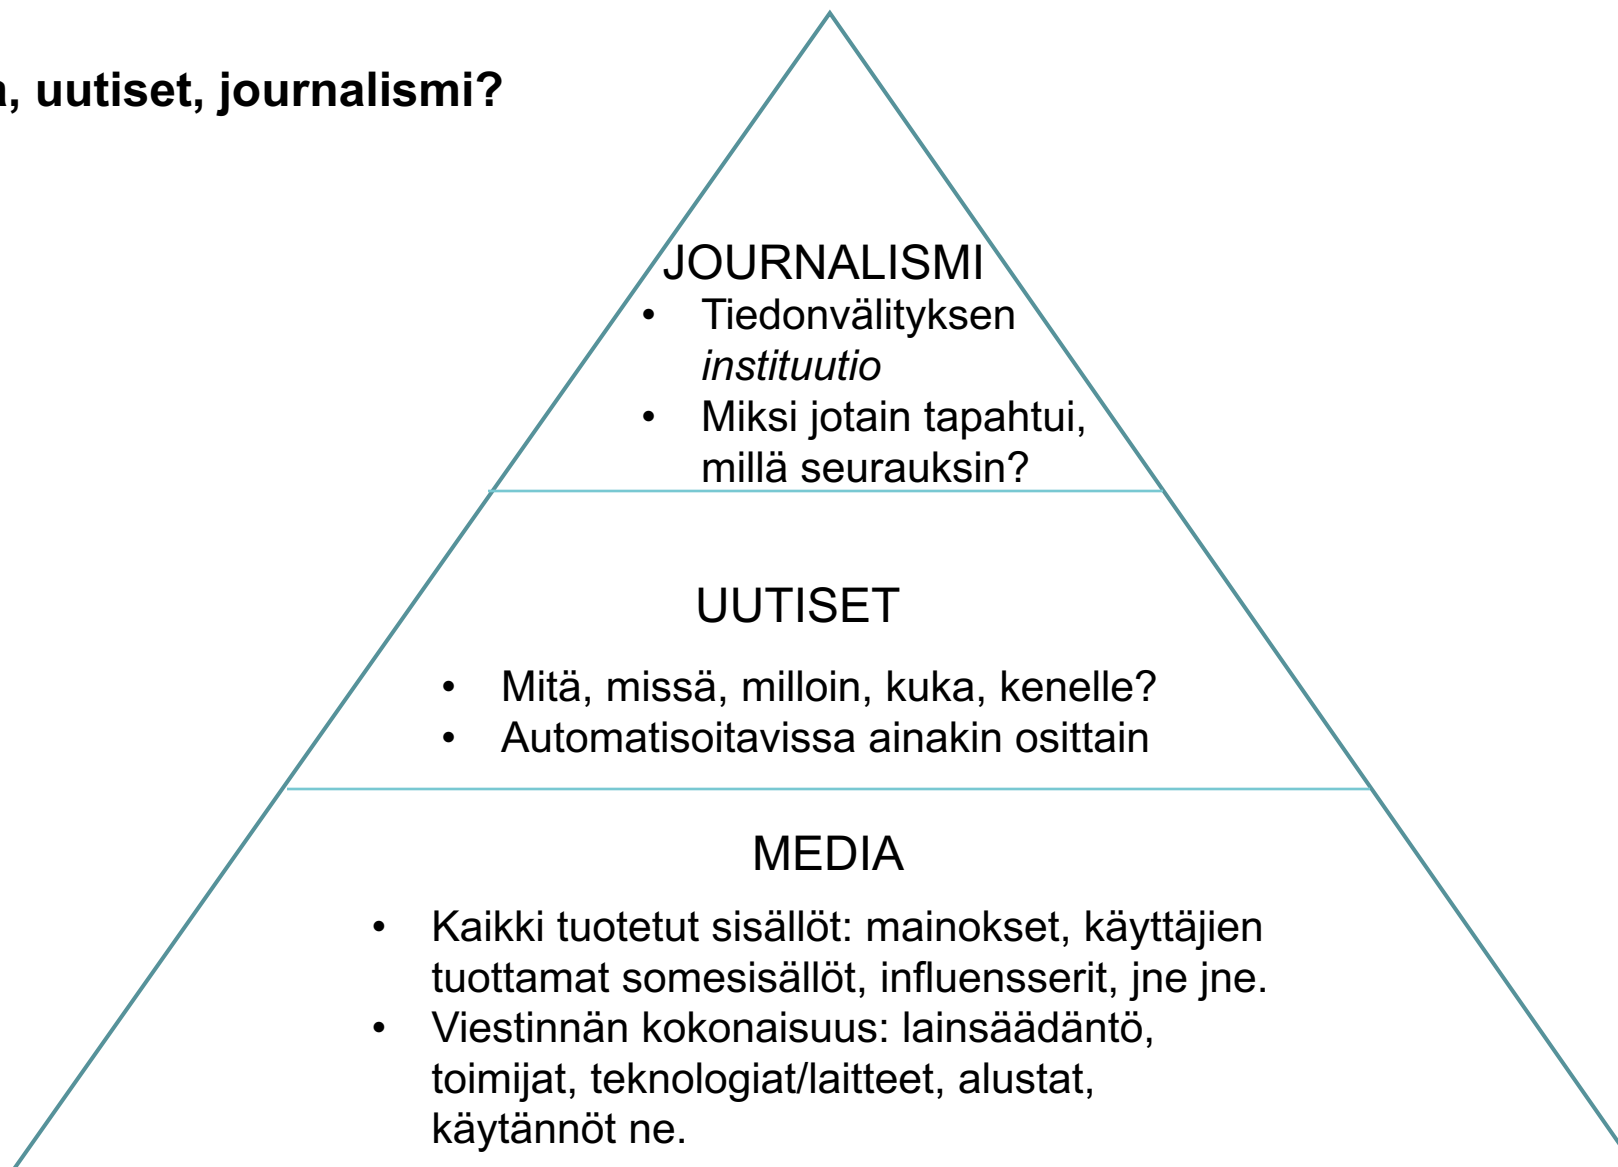 , uutiset, journalismi?
JOURNALISMI
• Tiedonvälityksen
instituutio
• Miksi jotain tapahtui,
millä seurauksin?
UUTISET
• Mitä, missä, milloin, kuka, kenelle?
• Automatisoitavissa ainakin osittain
MEDIA
• Kaikki tuotetut sisällöt: mainokset, käyttäjien
tuottamat somesisällöt, influensserit, jne jne.
• Viestinnän kokonaisuus: lainsäädäntö,
toimijat, teknologiat/laitteet, alustat,
käytännöt ne.